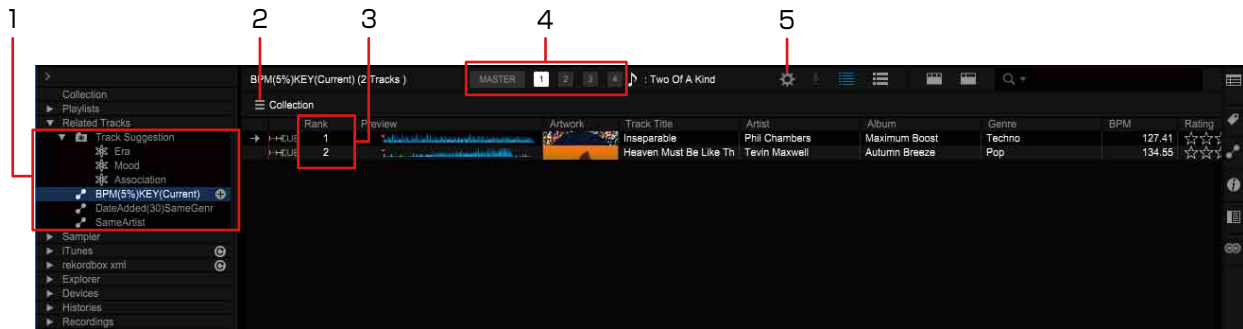 1 2 3 4 5
BPM(5%)KEY(Current) (2 Tracks ) MASTER 1 2 3 4 : Two Of A Kind
Collection
Playlists
Related Tracks
Track Suggestion
Era
Mood
Association
BPM(5%)KEY(Current)
DateAdded(30)SameGenr
SameArtist
Sampler
iTunes
rekordbox xml
Explorer
Devices
Histories
Recordings
Collection
Rank Preview Artwork Track Title Artist Album Genre BPM Rating
CUE 1 Inseparable Phil Chambers Maximum Boost Techno 127.41
CUE 2 Heaven Must Be Like Th Tevin Maxwell Autumn Breeze Pop 134.55